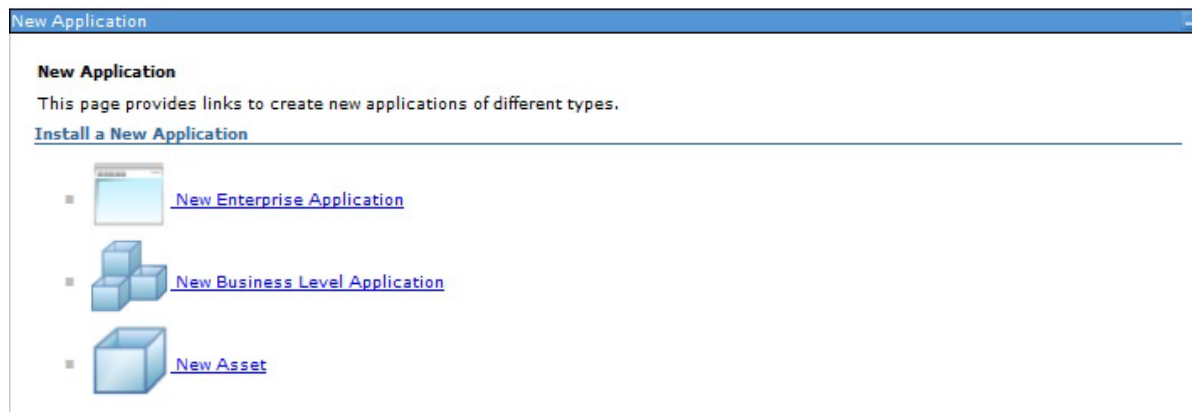 New Application
New Application
This page provides links to create new applications of different types.
Install a New Application
New Enterprise Application
New Business Level Application
New Asset